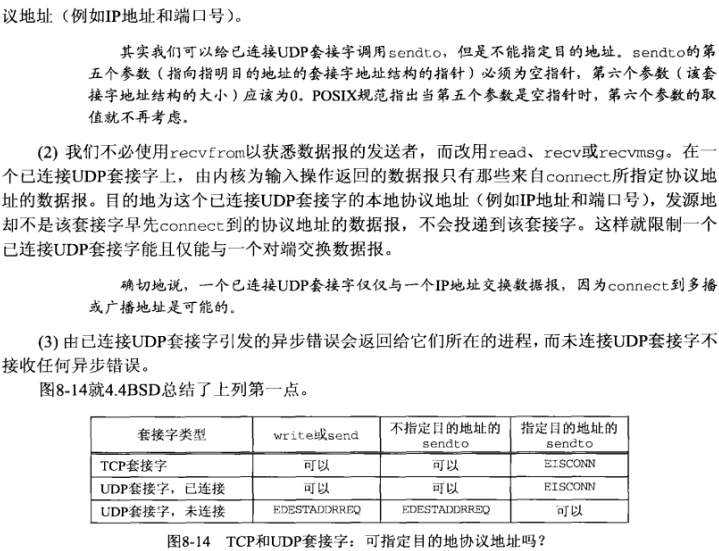 议地址（例如IP地址和端口号）。
其实我们可以给已连接UDP套接字调用sendto，但是不能指定目的地址。sendto的第
五个参数（指向指明目的地址的套接字地址结构的指针）必须为空指针，第六个参数（该套
接字地址结构的大小）应该为0。POSIX规范指出当第五个参数是空指针时，第六个参数的取
值就不再考虑。
(2) 我们不必使用recvfrom以获悉数据报的发送者，而改用read、recv或recvmsg。在一
个已连接UDP套接字上，由内核为输入操作返回的数据报只有那些来自connect所指定协议地
址的数据报。目的地为这个已连接UDP套接字的本地协议地址（例如IP地址和端口号），发源地
却不是该套接字早先connect到的协议地址的数据报，不会投递到该套接字。这样就限制一个
已连接UDP套接字能且仅能与一个对端交换数据报。
确切地说，一个已连接UDP套接字仅仅与一个IP地址交换数据报，因为connect到多播
或广播地址是可能的。
(3) 由已连接UDP套接字引发的异步错误会返回给它们所在的进程，而未连接UDP套接字不
接收任何异步错误。
图8-14就4.4BSD总结了上列第一点。
套接字类型 write或send 不指定目的地址的sendto 指定目的地址的sendto
TCP套接字 可以 可以 EISCONN
UDP套接字，已连接 可以 可以 EISCONN
UDP套接字，未连接 EDESTADDRREQ EDESTADDRREQ 可以
图8-14 TCP和UDP套接字：可指定目的地协议地址吗？